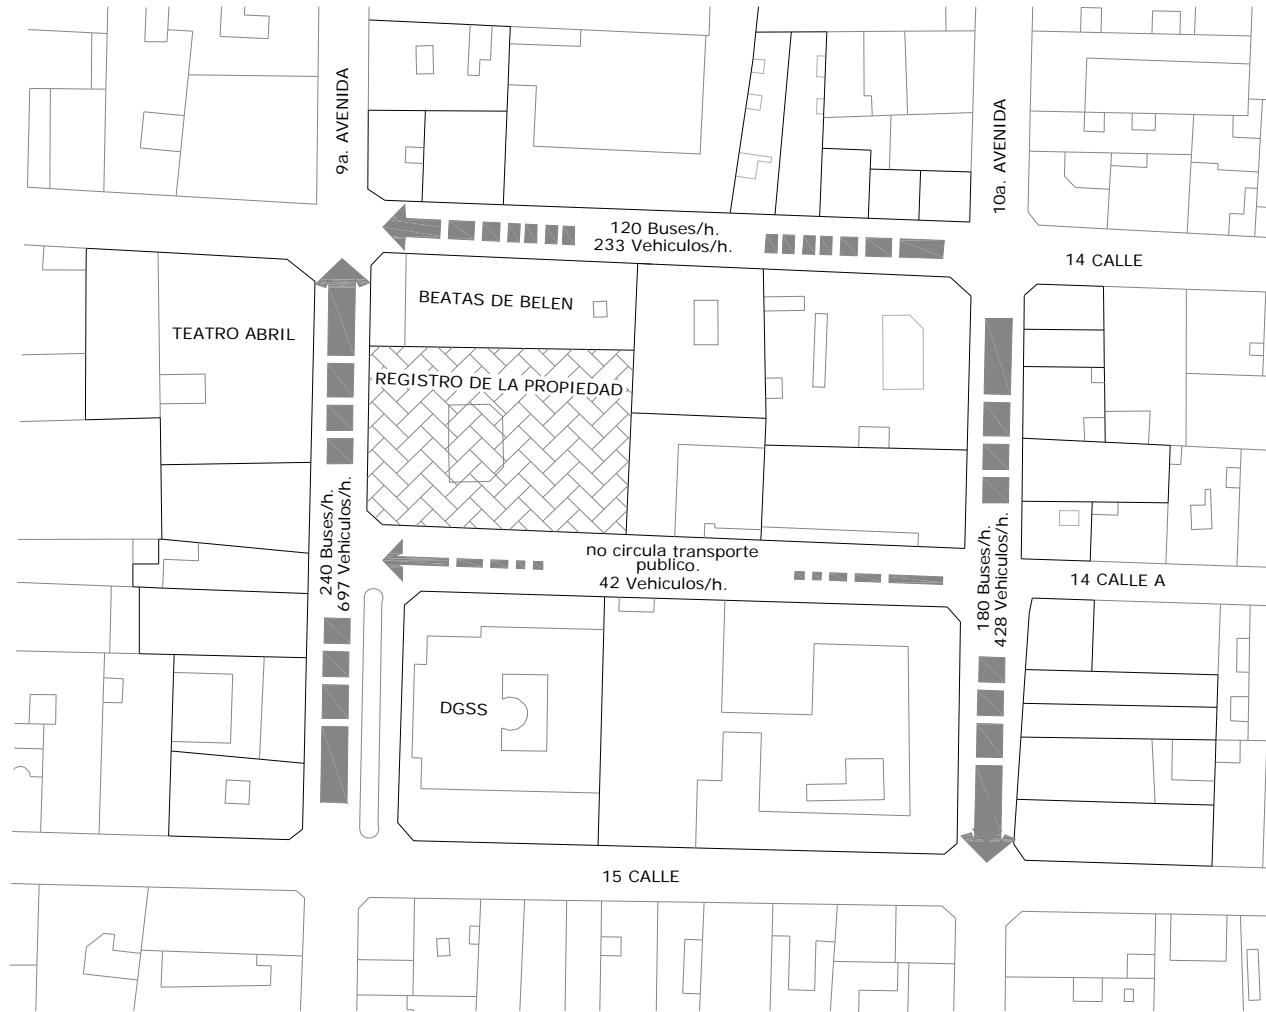 9a. AVENIDA
10a. AVENIDA
120 Buses/h.
233 Vehiculos/h.
14 CALLE
BEATAS DE BELEN
TEATRO ABRIL
REGISTRO DE LA PROPIEDAD
240 Buses/h.
697 Vehiculos/h.
no circula transporte
publico.
42 Vehiculos/h.
180 Buses/h.
428 Vehiculos/h.
14 CALLE A
DGSS
15 CALLE